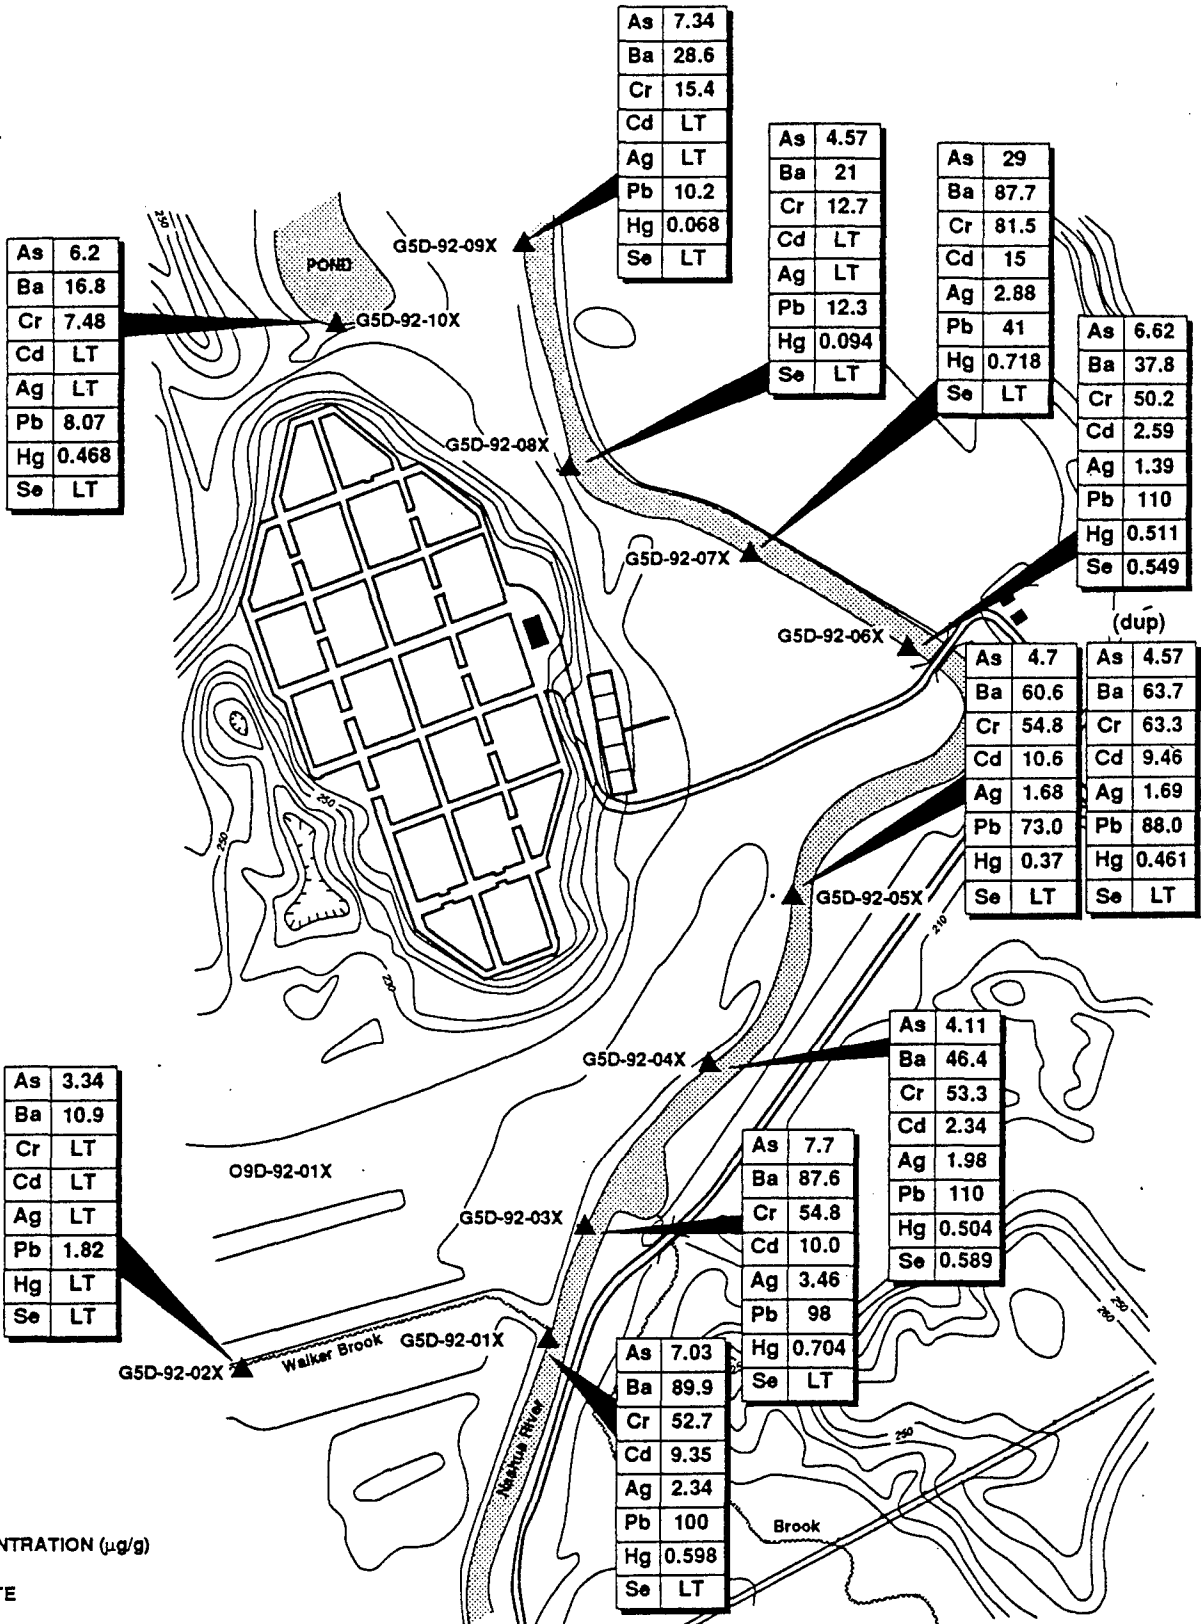 As 7.34
Ba 28.6
Cr 15.4
Cd LT
Ag LT
Pb 10.2
Hg 0.068
Se LT
As 4.57
Ba 21
Cr 12.7
Cd LT
Ag LT
Pb 12.3
Hg 0.094
Se LT
As 29
Ba 87.7
Cr 81.5
Cd 15
Ag 2.88
Pb 41
Hg 0.718
Se LT
As 6.2
Ba 16.8
Cr 7.48
Cd LT
Ag LT
Pb 8.07
Hg 0.468
Se LT
250
POND
G5D-92-09X
G5D-92-10X
As 6.62
Ba 37.8
Cr 50.2
Cd 2.59
Ag 1.39
Pb 110
Hg 0.511
Se 0.549
G5D-92-08X
G5D-92-07X
G5D-92-06X
(dup)
As 4.7
Ba 60.6
Cr 54.8
Cd 10.6
Ag 1.68
Pb 73.0
Hg 0.37
Se LT
As 4.57
Ba 63.7
Cr 63.3
Cd 9.46
Ag 1.69
Pb 88.0
Hg 0.461
Se LT
250
250
G5D-92-05X
210
230
G5D-92-04X
As 4.11
Ba 46.4
Cr 53.3
Cd 2.34
Ag 1.98
Pb 110
Hg 0.504
Se 0.589
As 3.34
Ba 10.9
Cr LT
Cd LT
Ag LT
Pb 1.82
Hg LT
Se LT
O9D-92-01X
G5D-92-03X
As 7.7
Ba 87.6
Cr 54.8
Cd 10.0
Ag 3.46
Pb 98
Hg 0.704
Se LT
250
260
G5D-92-01X
Walker Brook
G5D-92-02X
As 7.03
Ba 89.9
Cr 52.7
Cd 9.35
Ag 2.34
Pb 100
Hg 0.598
Se LT
Nashua River
250
Brook
NTRATION (µg/g)
TE